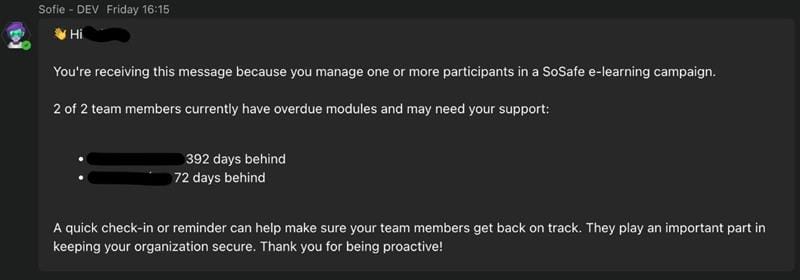 Sofie - DEV Friday 16:15
👋 Hi
You're receiving this message because you manage one or more participants in a SoSafe e-learning campaign.
2 of 2 team members currently have overdue modules and may need your support:
• 392 days behind
• 72 days behind
A quick check-in or reminder can help make sure your team members get back on track. They play an important part in
keeping your organization secure. Thank you for being proactive!